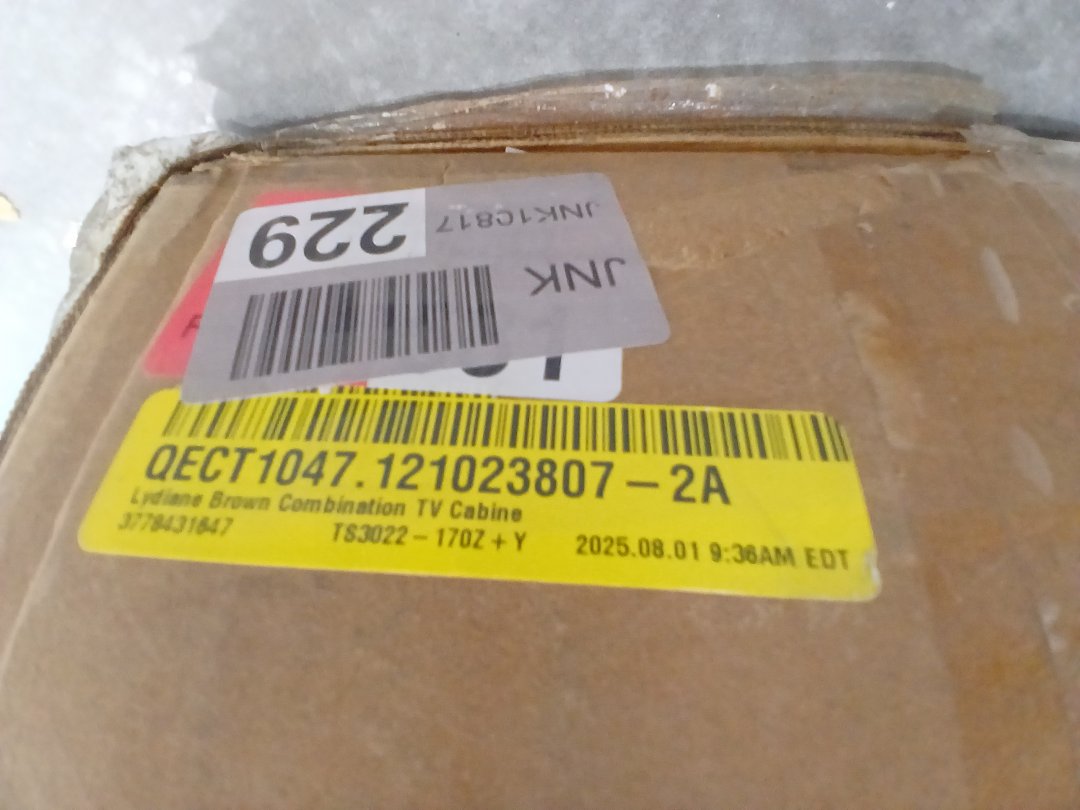 229
JNK1C817
JNK
QECT1047.121023807-2A
Lydiane Brown Combination TV Cabine
3778431647
TS3022-170Z+Y
2025.08.01 9:36AM EDT